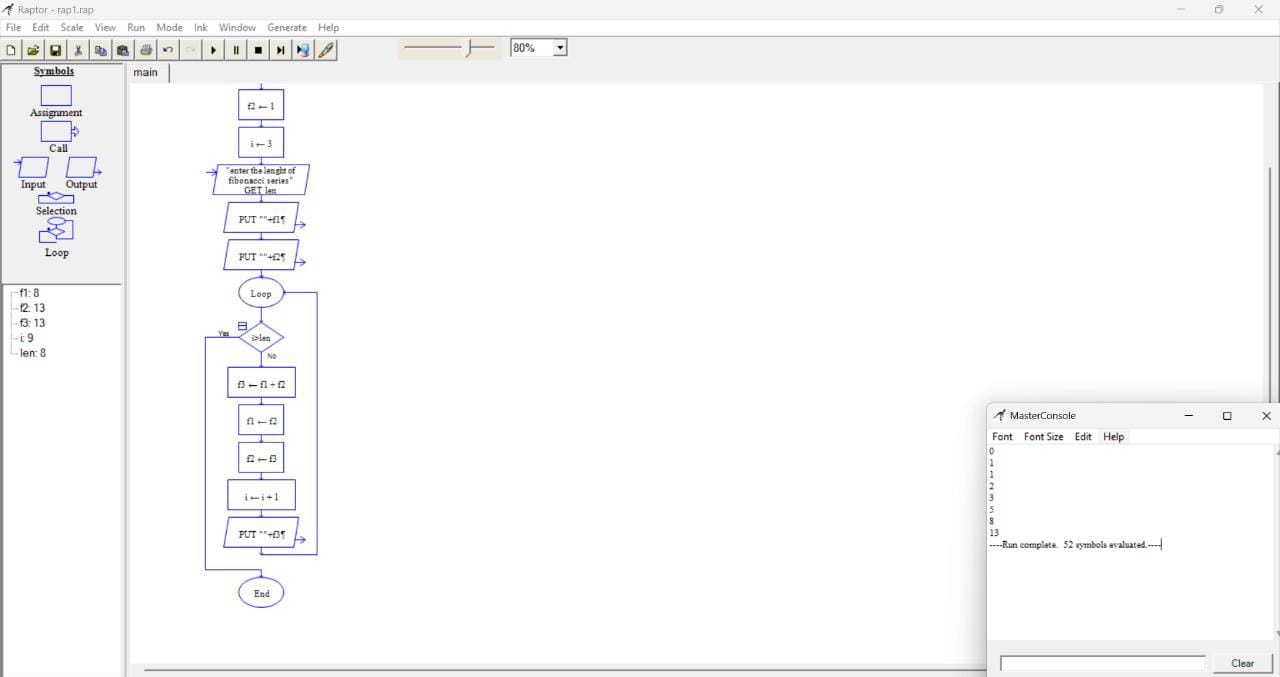 Raptor - rap1.rap
File Edit Scale View Run Mode Ink Window Generate Help
80%
Symbols
Assignment
Call
Input Output
Selection
Loop
f1: 8
f2: 13
f3: 13
i: 9
len: 8
main
f2 ← 1
i ← 3
"enter the lenght of
fibonacci series"
GET len
PUT ""+f1¶
PUT ""+f2¶
Loop
Yes
i>len
No
f3 ← f1 + f2
f1 ← f2
f2 ← f3
i ← i + 1
PUT ""+f3¶
End
MasterConsole
Font Font Size Edit Help
0
1
1
2
3
5
8
13
----Run complete. 52 symbols evaluated.----
Clear